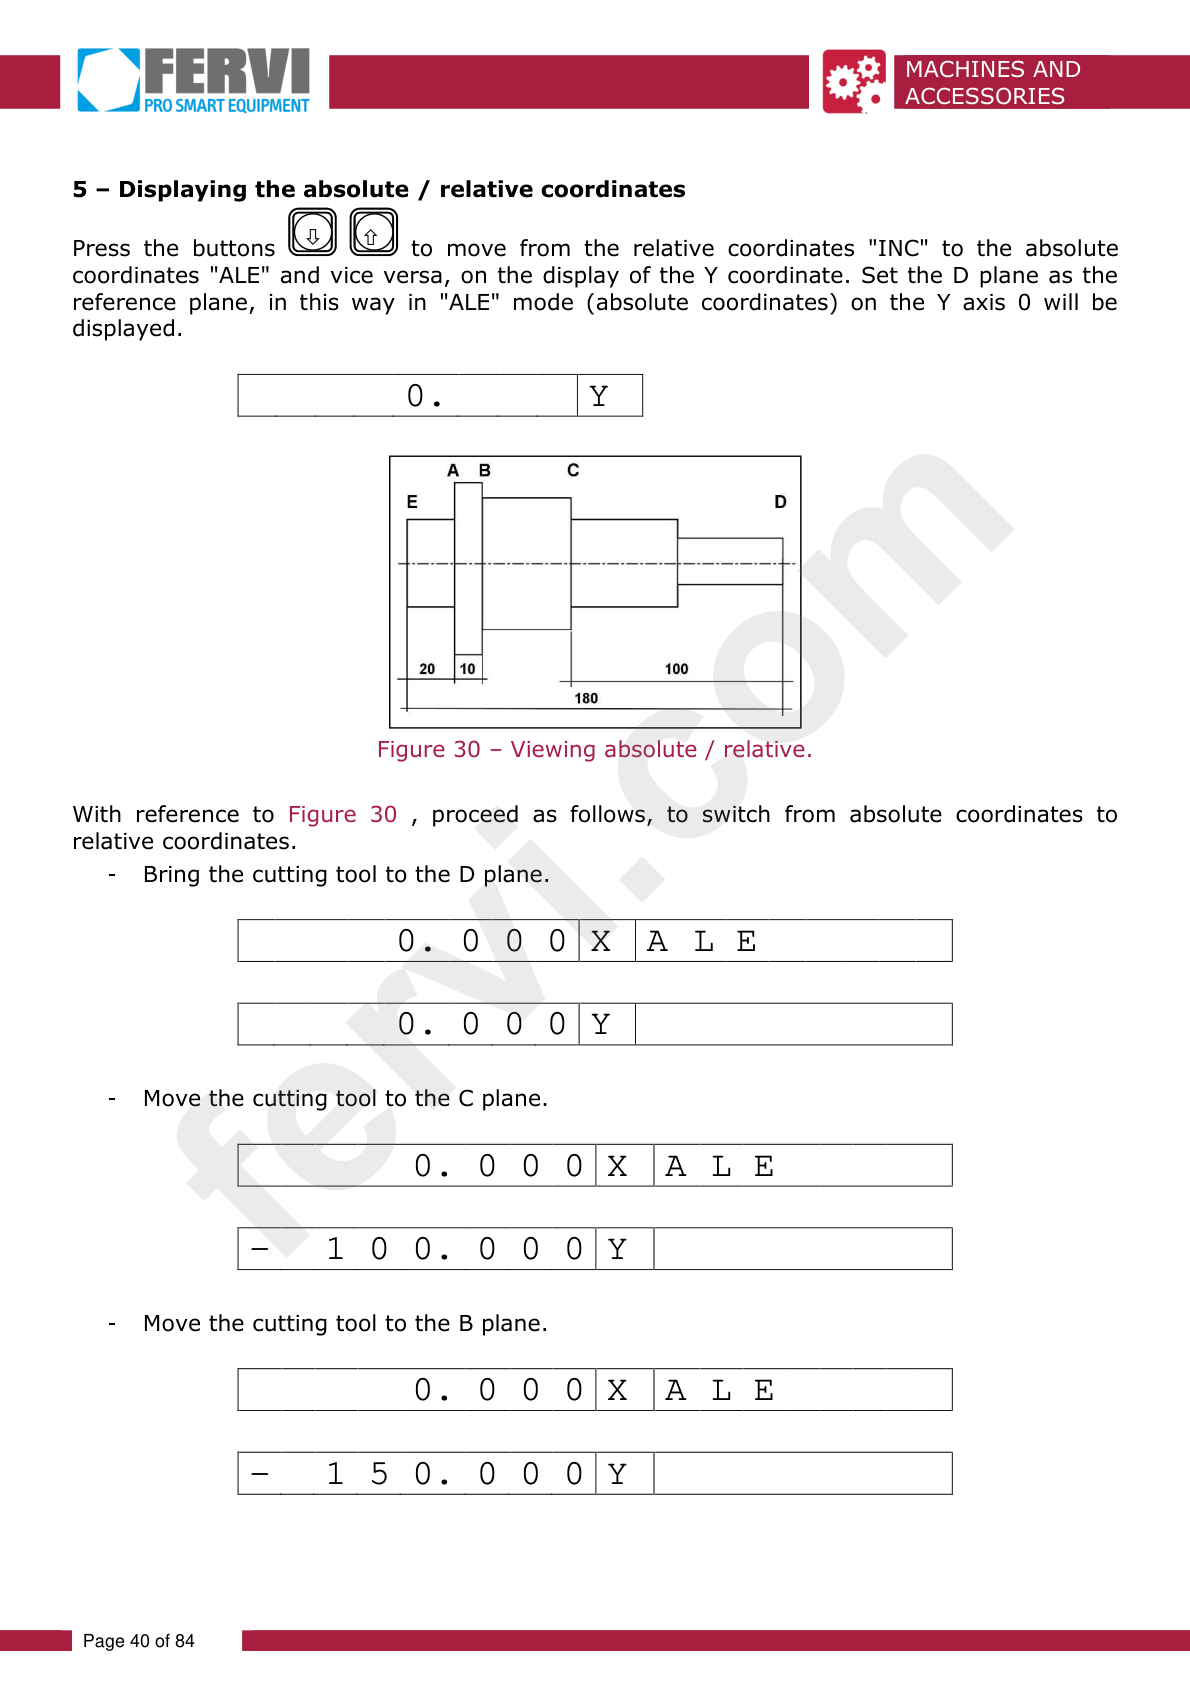 FERVI
PRO SMART EQUIPMENT
MACHINES AND
ACCESSORIES
5 – Displaying the absolute / relative coordinates
Press the buttons ⇩ ⇧ to move from the relative coordinates "INC" to the absolute
coordinates "ALE" and vice versa, on the display of the Y coordinate. Set the D plane as the
reference plane, in this way in "ALE" mode (absolute coordinates) on the Y axis 0 will be
displayed.
0. Y
A B C
E D
20 10 100
180
Figure 30 – Viewing absolute / relative.
With reference to Figure 30 , proceed as follows, to switch from absolute coordinates to
relative coordinates.
- Bring the cutting tool to the D plane.
0. 0 0 0 X A L E
0. 0 0 0 Y
- Move the cutting tool to the C plane.
0. 0 0 0 X A L E
– 1 0 0. 0 0 0 Y
- Move the cutting tool to the B plane.
0. 0 0 0 X A L E
– 1 5 0. 0 0 0 Y
fervi.com
Page 40 of 84